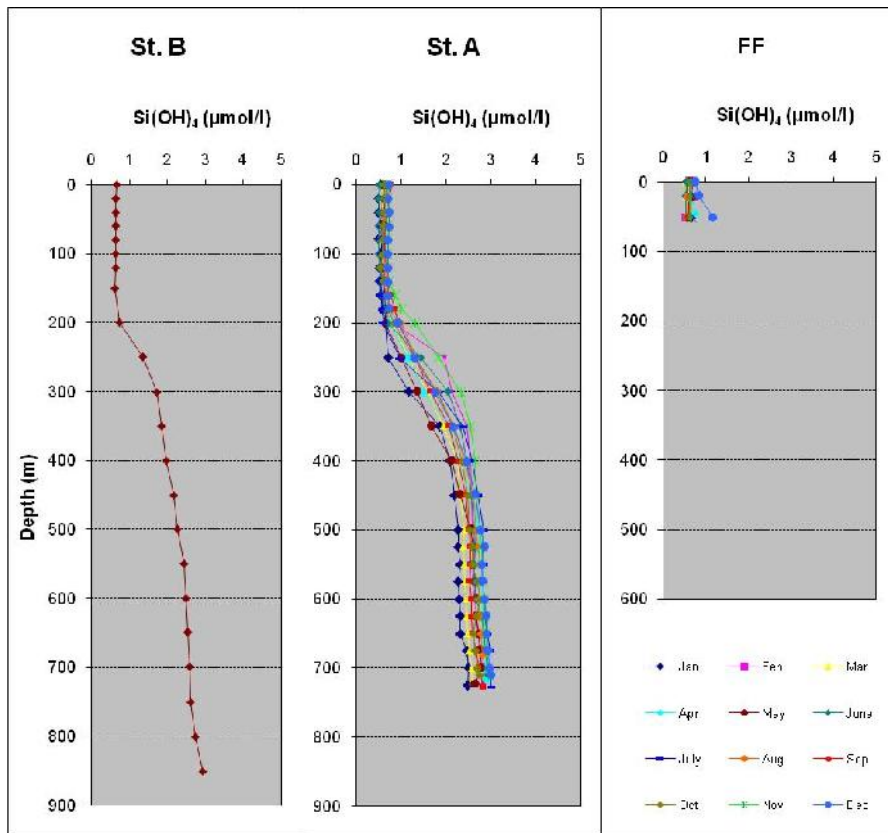 St. B
St. A
FF
Si(OH)₄ (µmol/l)
Si(OH)₄ (µmol/l)
Si(OH)₄ (µmol/l)
0 1 2 3 4 5
0 1 2 3 4 5
0 1 2 3 4 5
Depth (m)
0
100
200
300
400
500
600
700
800
900
0
100
200
300
400
500
600
700
800
900
0
100
200
300
400
500
600
Jan Feb Mar
Apr May June
July Aug Sep
Oct Nov Dec